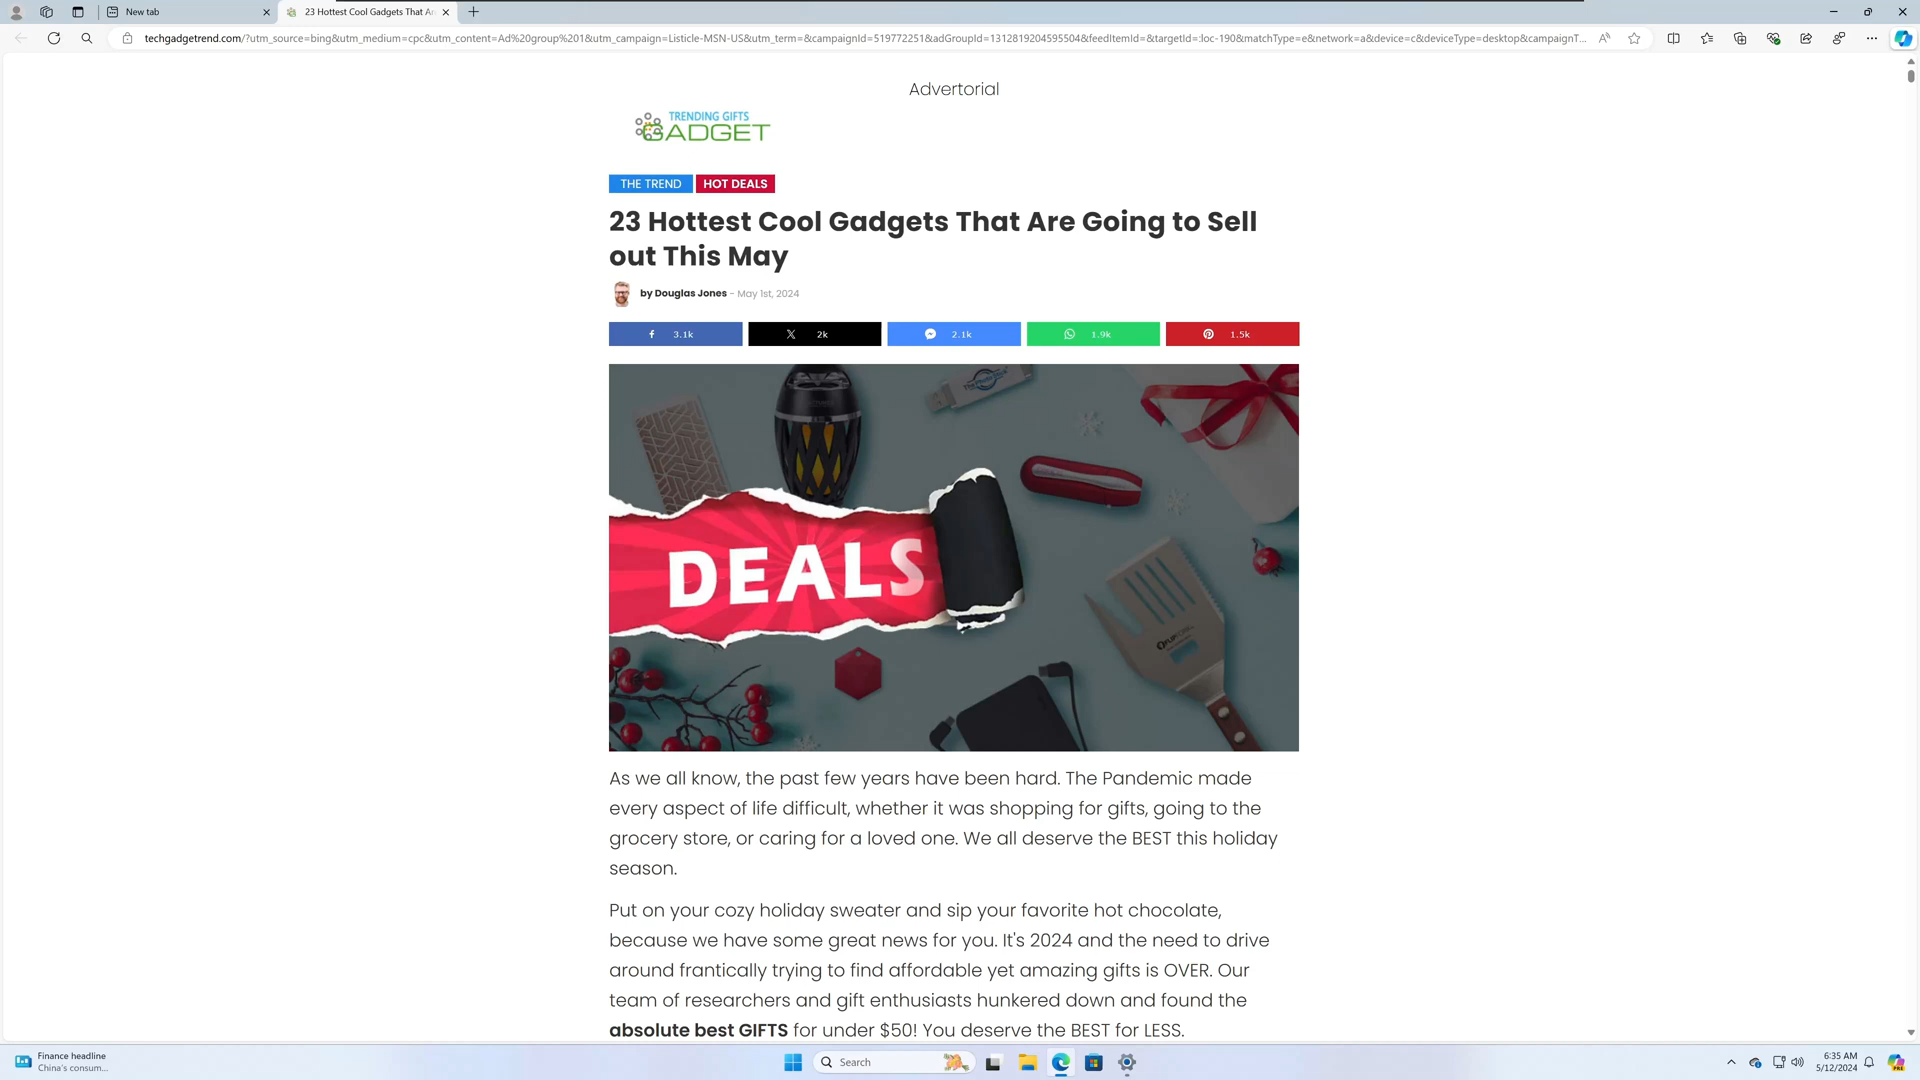 New tab
23 Hottest Cool Gadgets That Ar
techgadgetrend.com/?utm_source=bing&utm_medium=cpc&utm_content=Ad%20group%201&utm_campaign=Listicle-MSN-US&utm_term=&campaignId=519772251&adGroupId=1312819204595504&feedItemId=&targetId=:loc-190&matchType=e&network=a&device=c&deviceType=desktop&campaignT...
Advertorial
TRENDING GIFTS
GADGET
THE TREND HOT DEALS
23 Hottest Cool Gadgets That Are Going to Sell
out This May
by Douglas Jones - May 1st, 2024
3.1k 2k 2.1k 1.9k 1.5k
DEALS
As we all know, the past few years have been hard. The Pandemic made
every aspect of life difficult, whether it was shopping for gifts, going to the
grocery store, or caring for a loved one. We all deserve the BEST this holiday
season.
Put on your cozy holiday sweater and sip your favorite hot chocolate,
because we have some great news for you. It's 2024 and the need to drive
around frantically trying to find affordable yet amazing gifts is OVER. Our
team of researchers and gift enthusiasts hunkered down and found the
absolute best GIFTS for under $50! You deserve the BEST for LESS.
Finance headline
China's consum...
Search
6:35 AM
5/12/2024
PRE